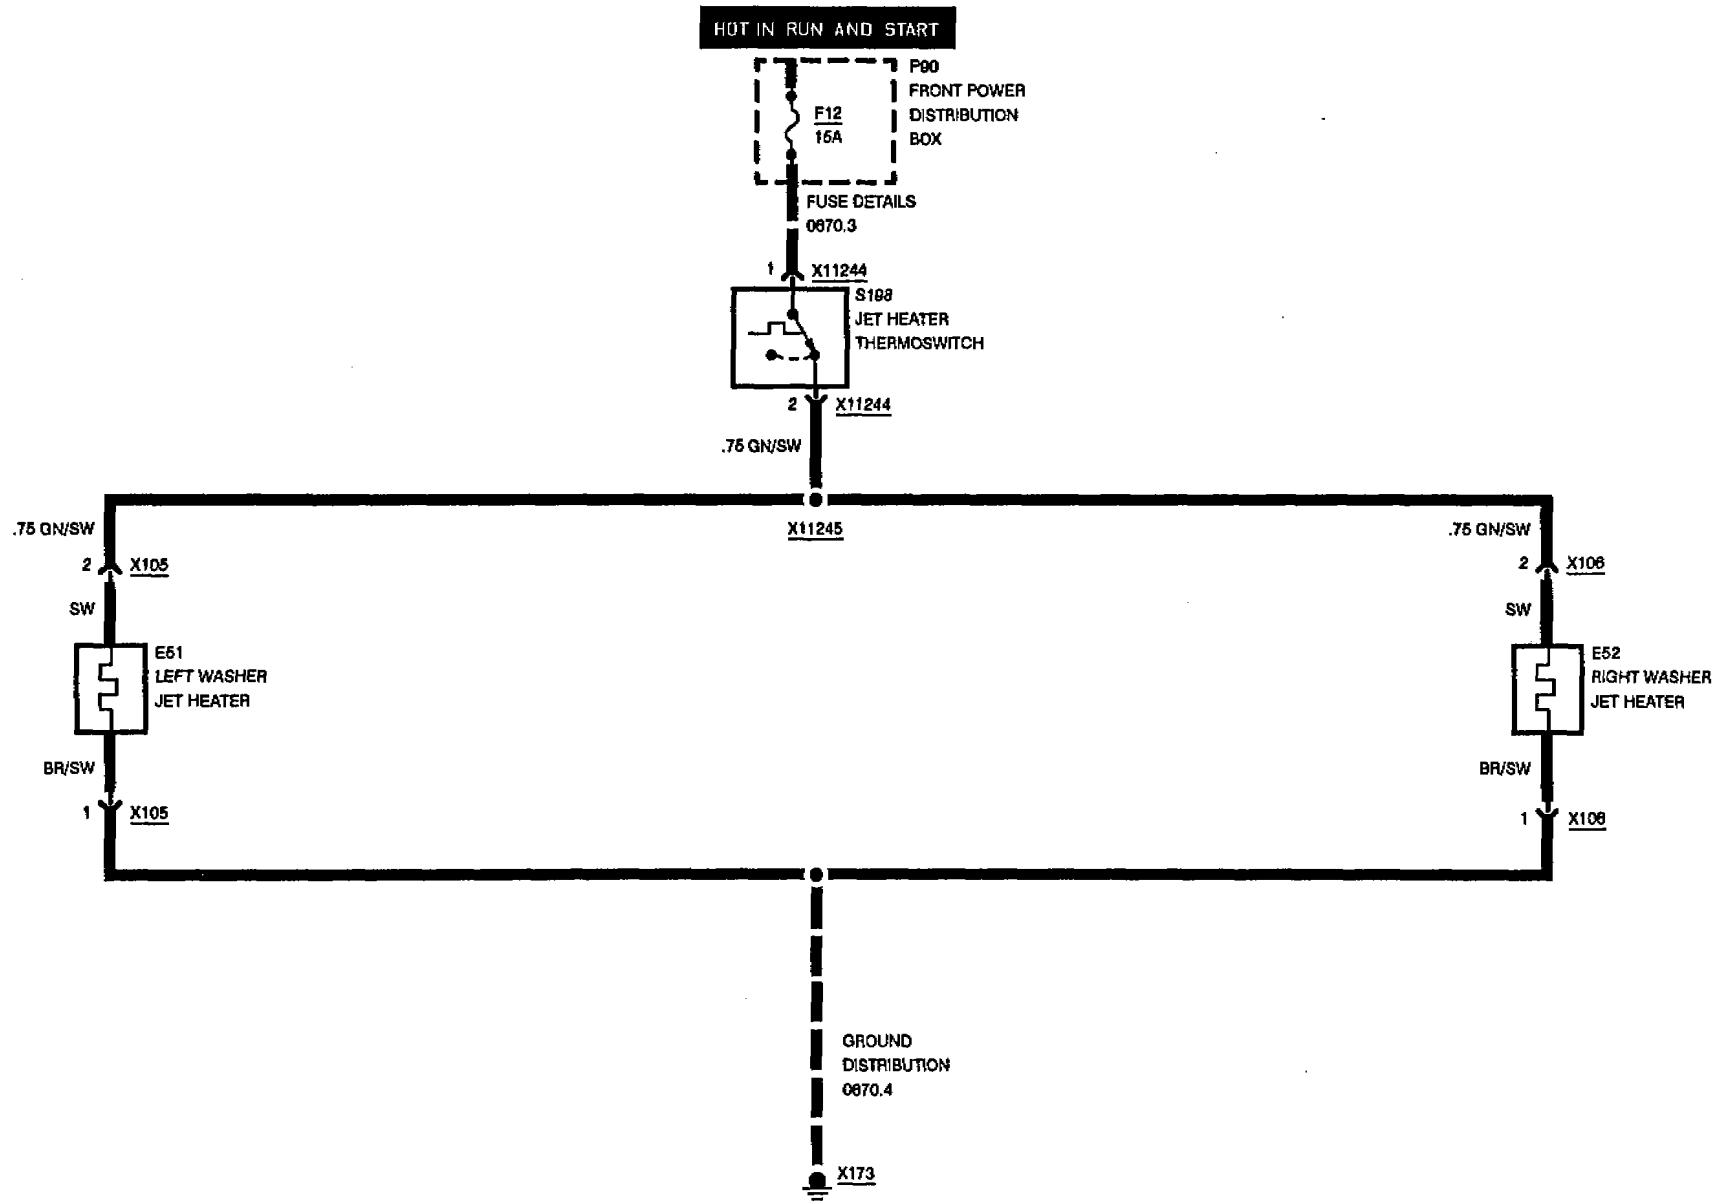 HOT IN RUN AND START
P90
FRONT POWER
DISTRIBUTION
BOX
F12
15A
FUSE DETAILS
0670.3
1
X11244
S198
JET HEATER
THERMOSWITCH
2
X11244
.75 GN/SW
X11245
.75 GN/SW
2
X105
SW
E51
LEFT WASHER
JET HEATER
BR/SW
1
X105
.75 GN/SW
2
X106
SW
E52
RIGHT WASHER
JET HEATER
BR/SW
1
X106
GROUND
DISTRIBUTION
0670.4
X173